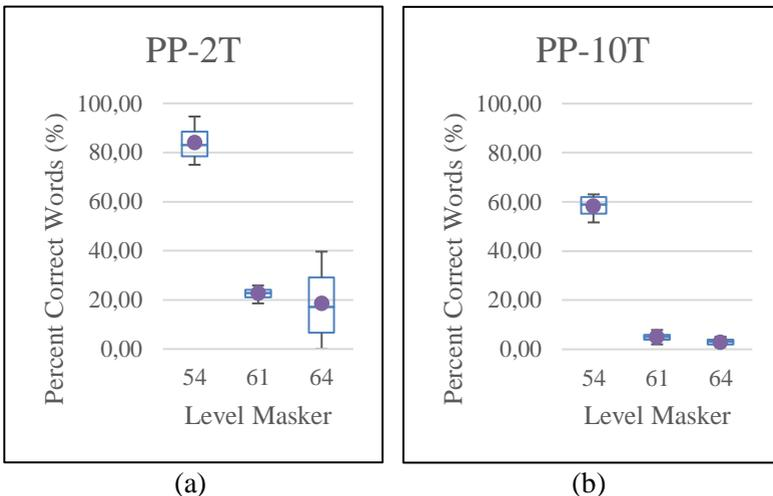 PP-2T
Percent Correct Words (%)
100,00
80,00
60,00
40,00
20,00
0,00
54 61 64
Level Masker
(a)
PP-10T
Percent Correct Words (%)
100,00
80,00
60,00
40,00
20,00
0,00
54 61 64
Level Masker
(b)